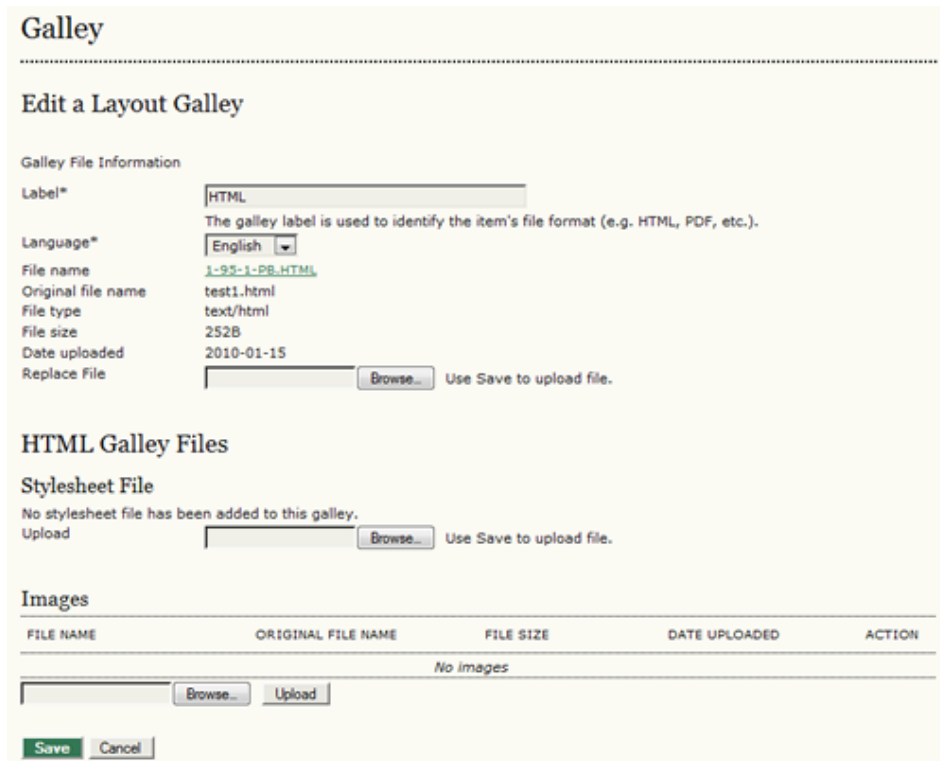 Galley
Edit a Layout Galley
Galley File Information
Label* HTML
The galley label is used to identify the item's file format (e.g. HTML, PDF, etc.).
Language* English
File name 1-95-1-PB.HTML
Original file name test1.html
File type text/html
File size 252B
Date uploaded 2010-01-15
Replace File Browse... Use Save to upload file.
HTML Galley Files
Stylesheet File
No stylesheet file has been added to this galley.
Upload Browse... Use Save to upload file.
Images
FILE NAME ORIGINAL FILE NAME FILE SIZE DATE UPLOADED ACTION
No images
Browse... Upload
Save Cancel